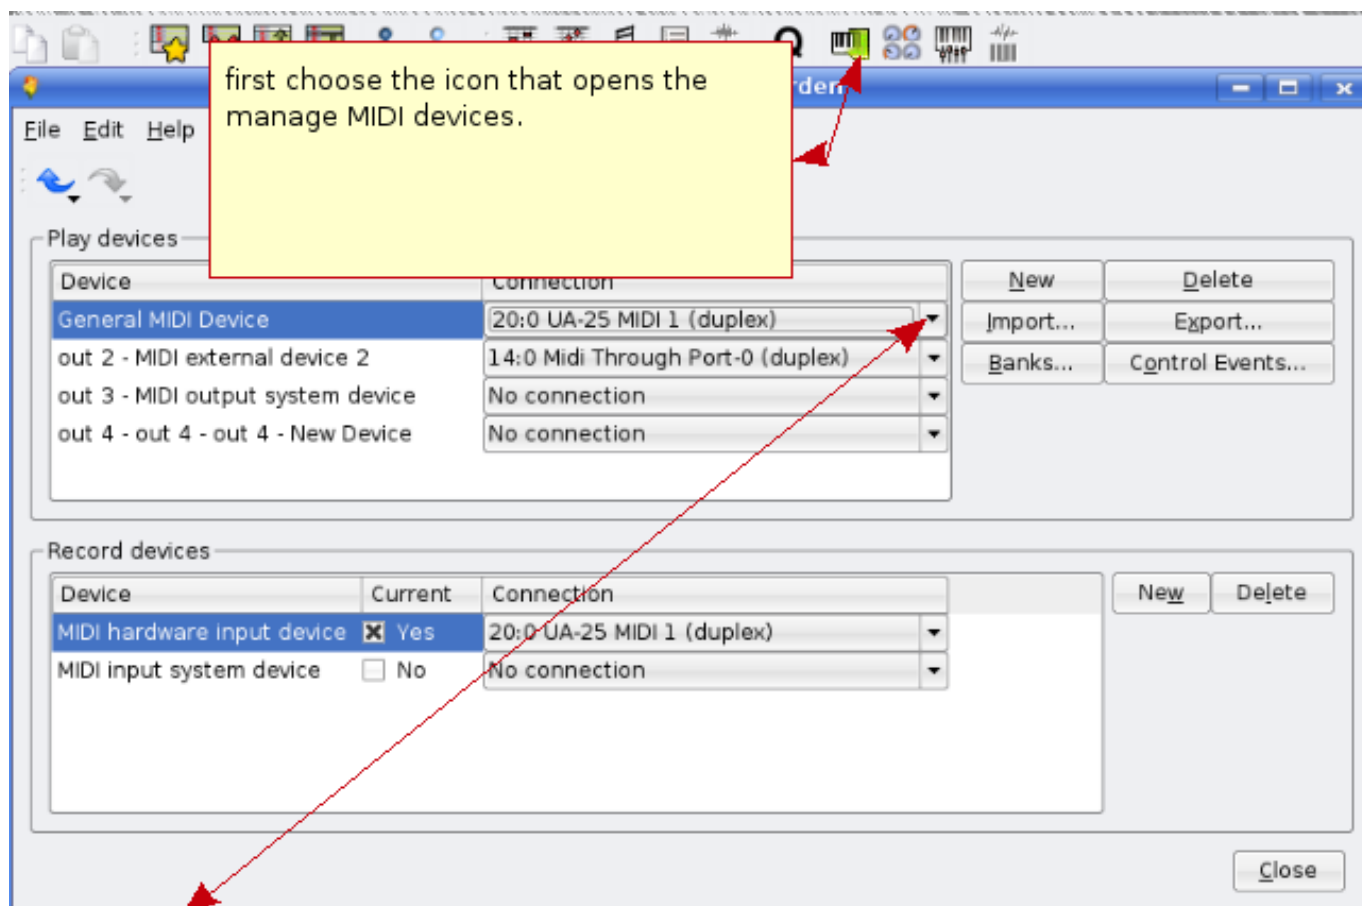 first choose the icon that opens the
manage MIDI devices.
File Edit Help
Play devices
Device Connection
General MIDI Device 20:0 UA-25 MIDI 1 (duplex)
out 2 - MIDI external device 2 14:0 Midi Through Port-0 (duplex)
out 3 - MIDI output system device No connection
out 4 - out 4 - out 4 - New Device No connection
New Delete
Import... Export...
Banks... Control Events...
Record devices
Device Current Connection
MIDI hardware input device Yes 20:0 UA-25 MIDI 1 (duplex)
MIDI input system device No No connection
New Delete
Close